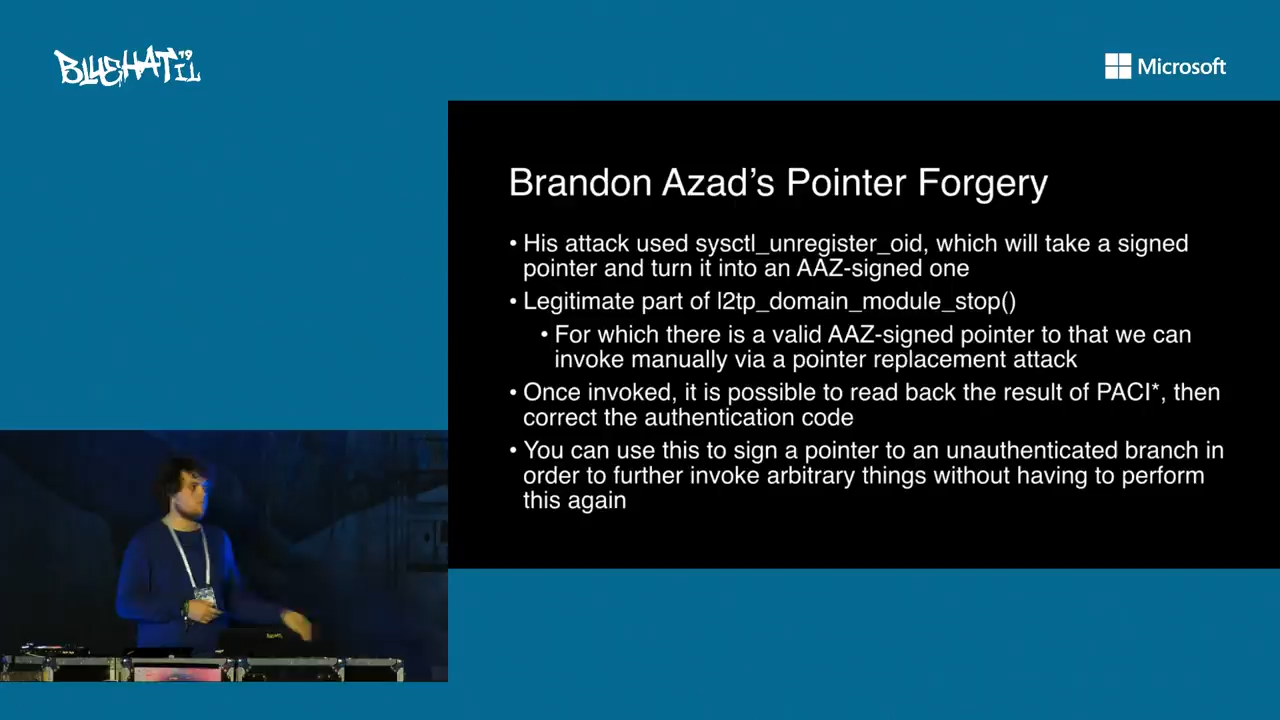 BLUEHAT IL 19
Microsoft
Brandon Azad's Pointer Forgery
• His attack used sysctl_unregister_oid, which will take a signed
pointer and turn it into an AAZ-signed one
• Legitimate part of l2tp_domain_module_stop()
• For which there is a valid AAZ-signed pointer to that we can
invoke manually via a pointer replacement attack
• Once invoked, it is possible to read back the result of PACI*, then
correct the authentication code
• You can use this to sign a pointer to an unauthenticated branch in
order to further invoke arbitrary things without having to perform
this again